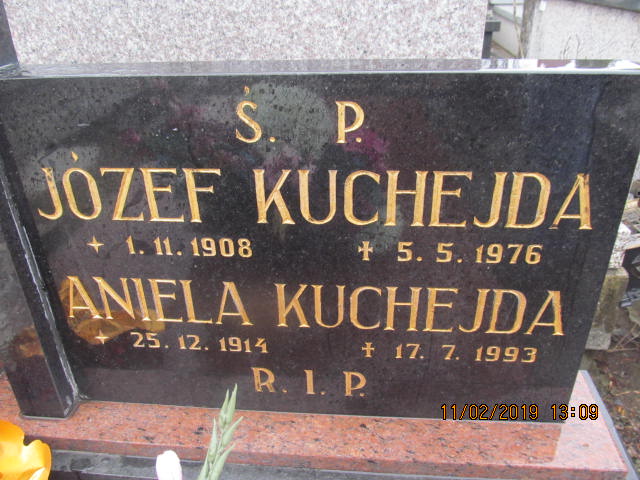 Ś. P.
JÓZEF KUCHEJDA
+ 1. 11. 1908 ✝ 5. 5. 1976
ANIELA KUCHEJDA
+ 25. 12. 1914 ✝ 17. 7. 1993
R. I. P.
11/02/2019 13:09